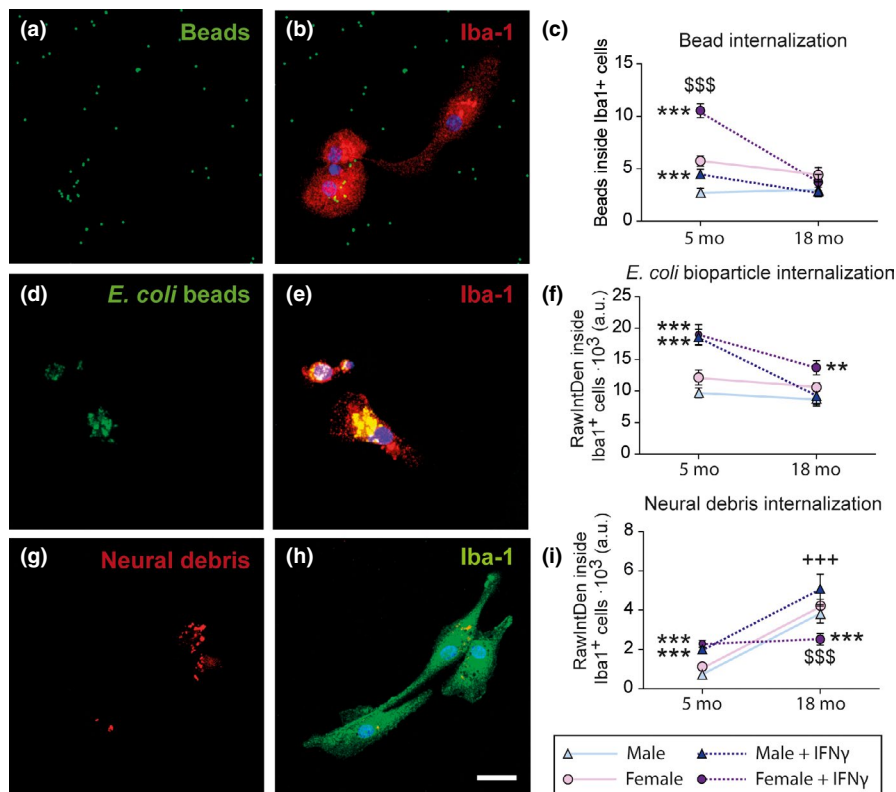 (a) Beads
(b) Iba-1
(c) Bead internalization
Beads inside Iba1+ cells
15
10
5
0
$$$
***
***
5 mo 18 mo
(d) E. coli beads
(e) Iba-1
(f) E. coli bioparticle internalization
RawIntDen inside
Iba1+ cells ·10³ (a.u.)
25
20
15
10
5
0
***
***
**
5 mo 18 mo
(g) Neural debris
(h) Iba-1
(i) Neural debris internalization
RawIntDen inside
Iba1⁺ cells ·10³ (a.u.)
8
6
4
2
0
+++
***
***
***
$$$
5 mo 18 mo
Male Male + IFNγ
Female Female + IFNγ